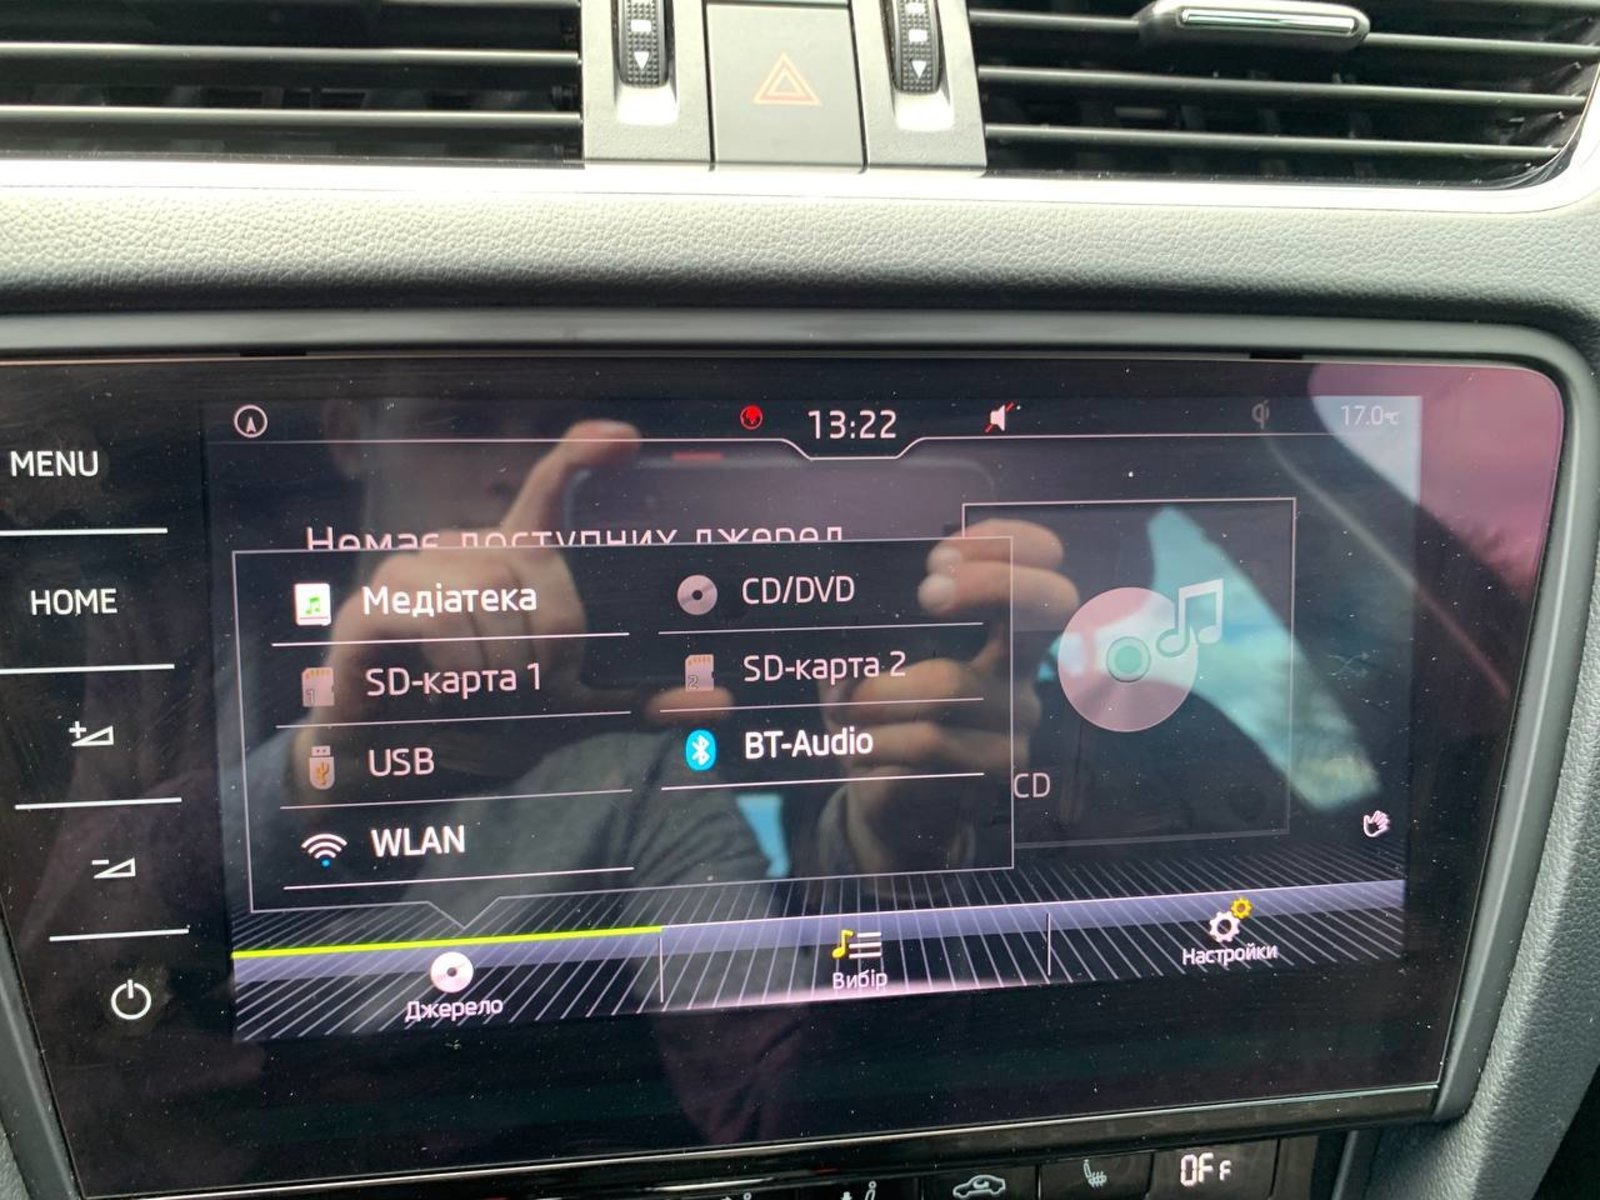 13:22
17.0°C
MENU
HOME
Немає доступних джерел
Медіатека
CD/DVD
SD-карта 1
SD-карта 2
USB
BT-Audio
WLAN
CD
Джерело
Вибір
Настройки
OFF